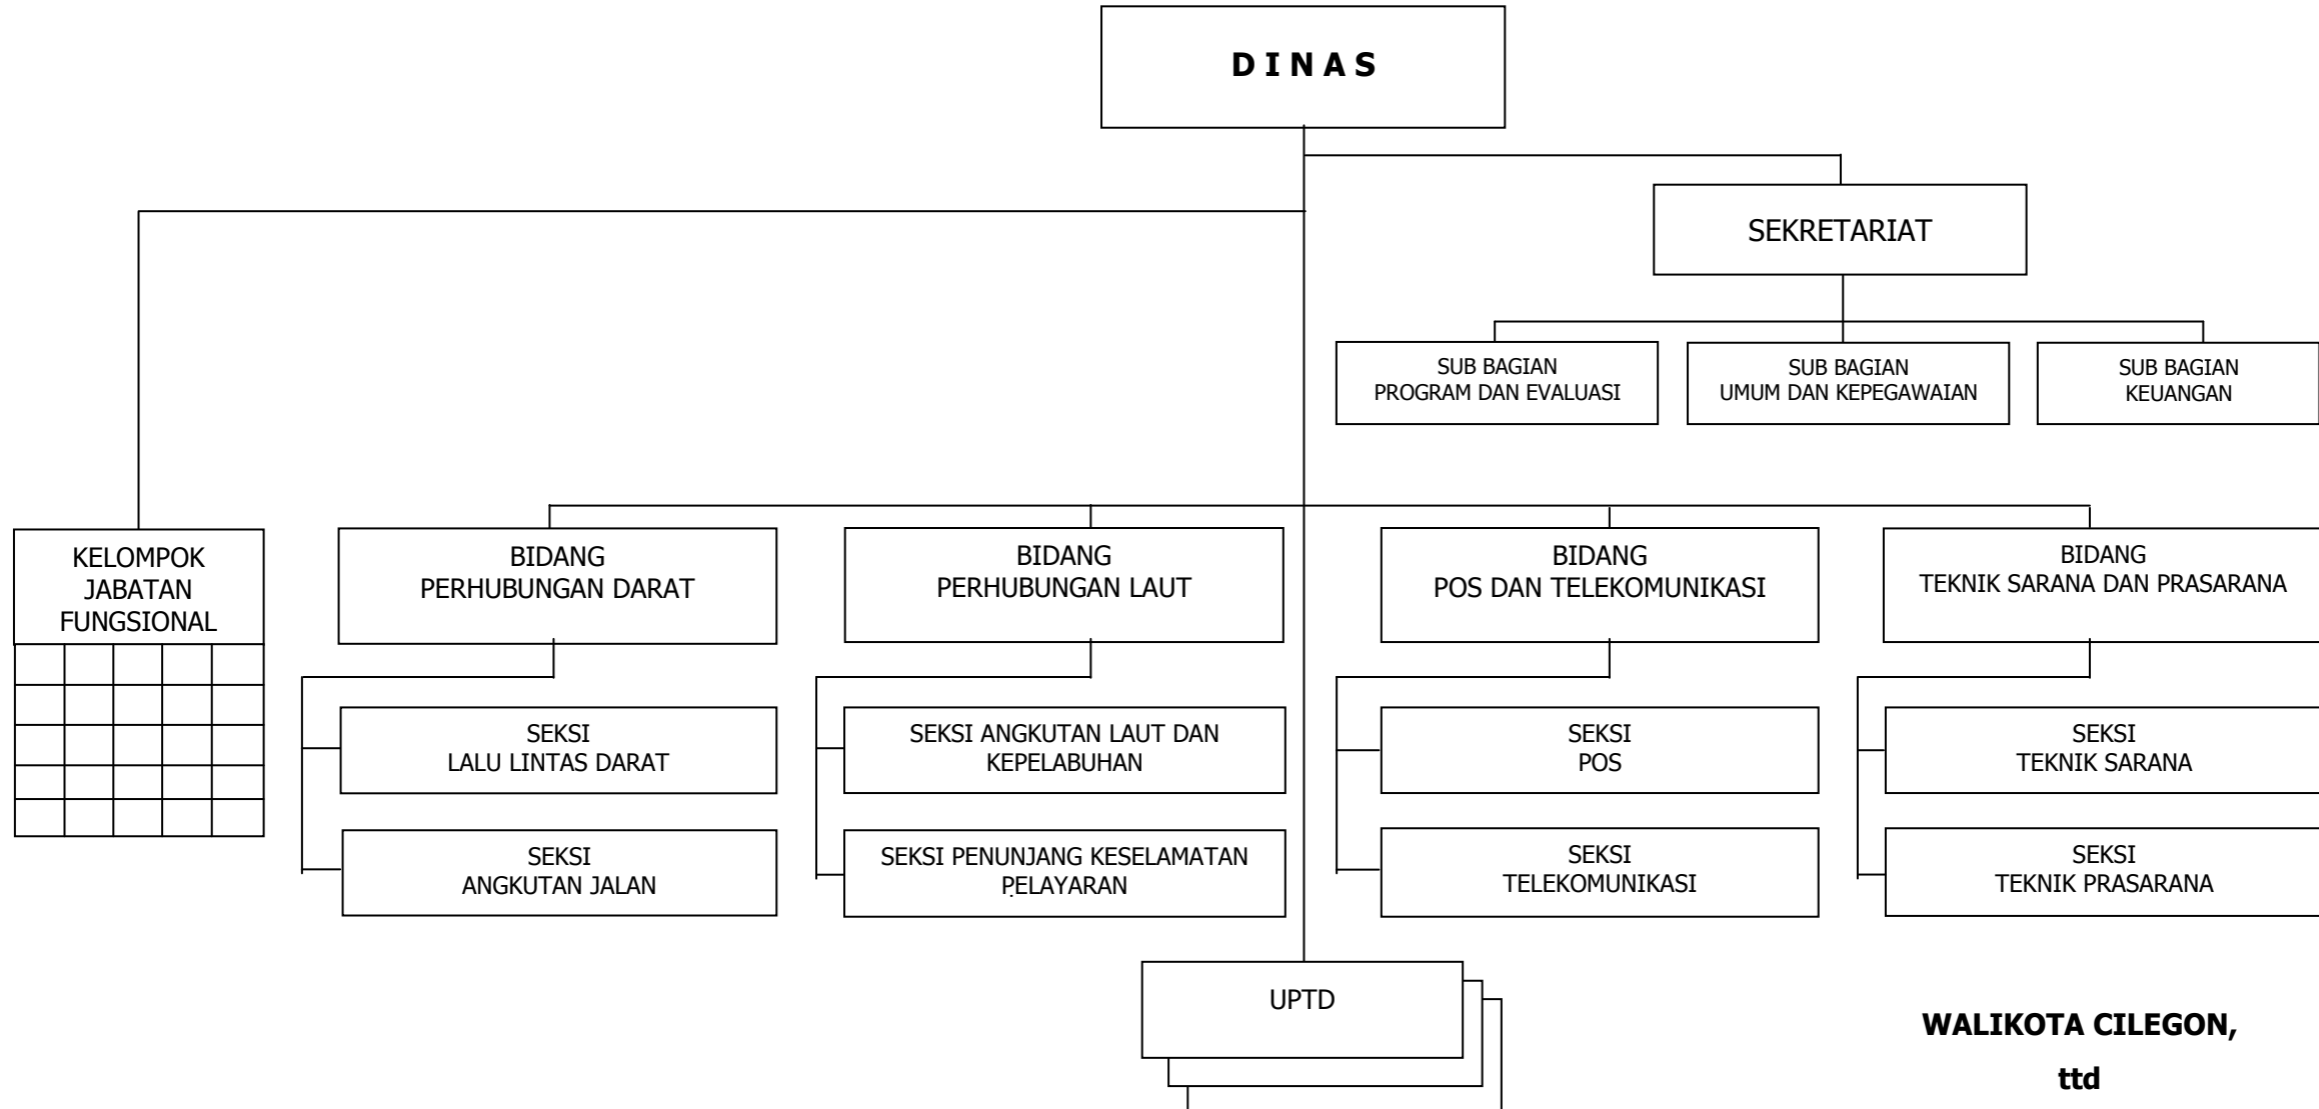 D I N A S
SEKRETARIAT
SUB BAGIAN
PROGRAM DAN EVALUASI
SUB BAGIAN
UMUM DAN KEPEGAWAIAN
SUB BAGIAN
KEUANGAN
KELOMPOK
JABATAN
FUNGSIONAL
BIDANG
PERHUBUNGAN DARAT
BIDANG
PERHUBUNGAN LAUT
BIDANG
POS DAN TELEKOMUNIKASI
BIDANG
TEKNIK SARANA DAN PRASARANA
SEKSI
LALU LINTAS DARAT
SEKSI ANGKUTAN LAUT DAN
KEPELABUHAN
SEKSI
POS
SEKSI
TEKNIK SARANA
SEKSI
ANGKUTAN JALAN
SEKSI PENUNJANG KESELAMATAN
PELAYARAN
SEKSI
TELEKOMUNIKASI
SEKSI
TEKNIK PRASARANA
UPTD
WALIKOTA CILEGON,
ttd